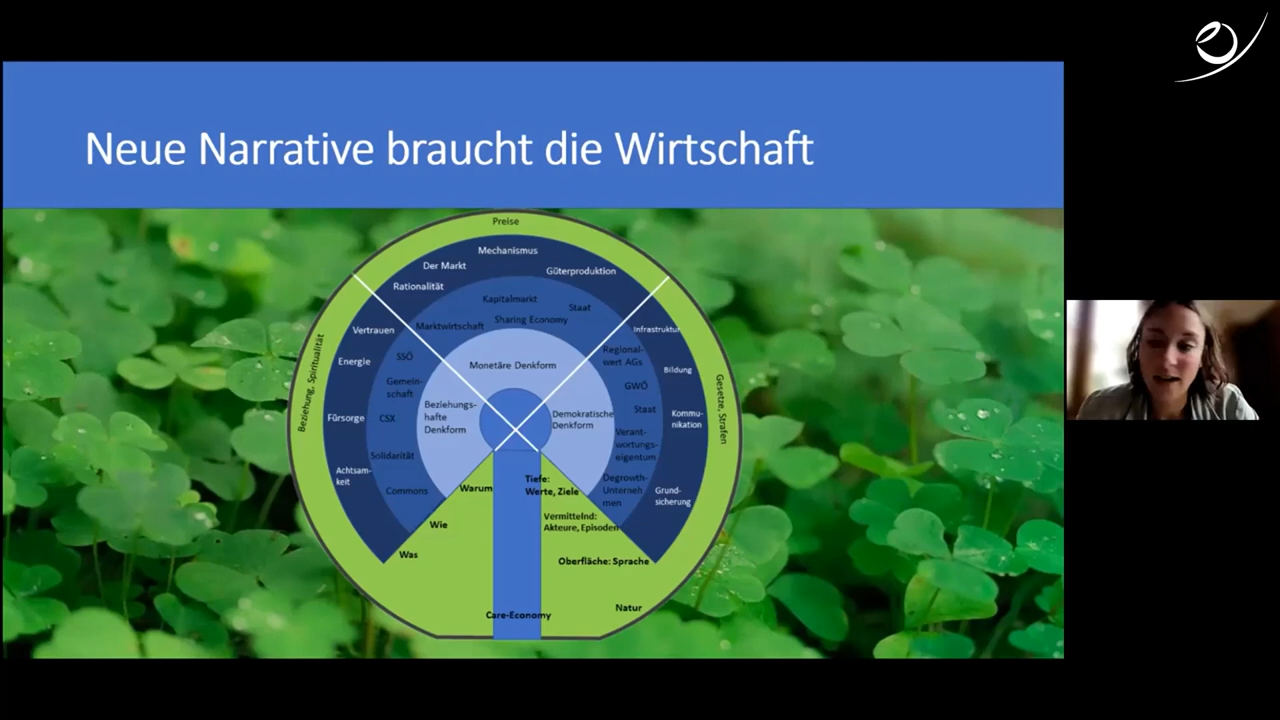 Neue Narrative braucht die Wirtschaft
Preise
Mechanismus
Der Markt
Güterproduktion
Rationalität
Kapitalmarkt
Staat
Sharing Economy
Marktwirtschaft
Vertrauen
Infrastruktur
SSÖ
Regional-
wert AGs
Energie
Monetäre Denkform
Bildung
Gemein-
schaft
GWÖ
Beziehung, Spiritualität
Gesetze, Strafen
Beziehungs-
hafte
Denkform
Demokratische
Denkform
Staat
Fürsorge
CSX
Kommu-
nikation
Verant-
wortungs-
eigentum
Solidarität
Achtsam-
keit
Commons
Warum
Tiefe:
Werte, Ziele
Degrowth-
Unterneh
men
Grund-
sicherung
Wie
Vermittelnd:
Akteure, Episoden
Was
Oberfläche: Sprache
Care-Economy
Natur